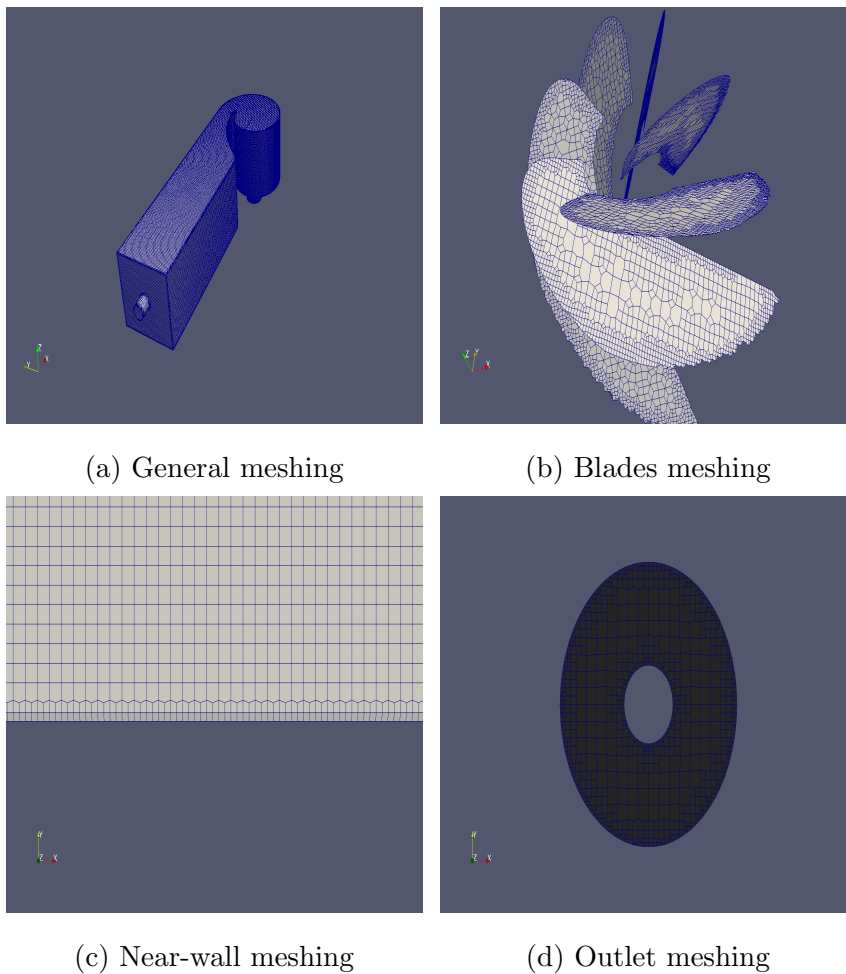 Z
Y
X
Z
Y
X
(a) General meshing
(b) Blades meshing
Y
Z
X
Y
Z
X
(c) Near-wall meshing
(d) Outlet meshing